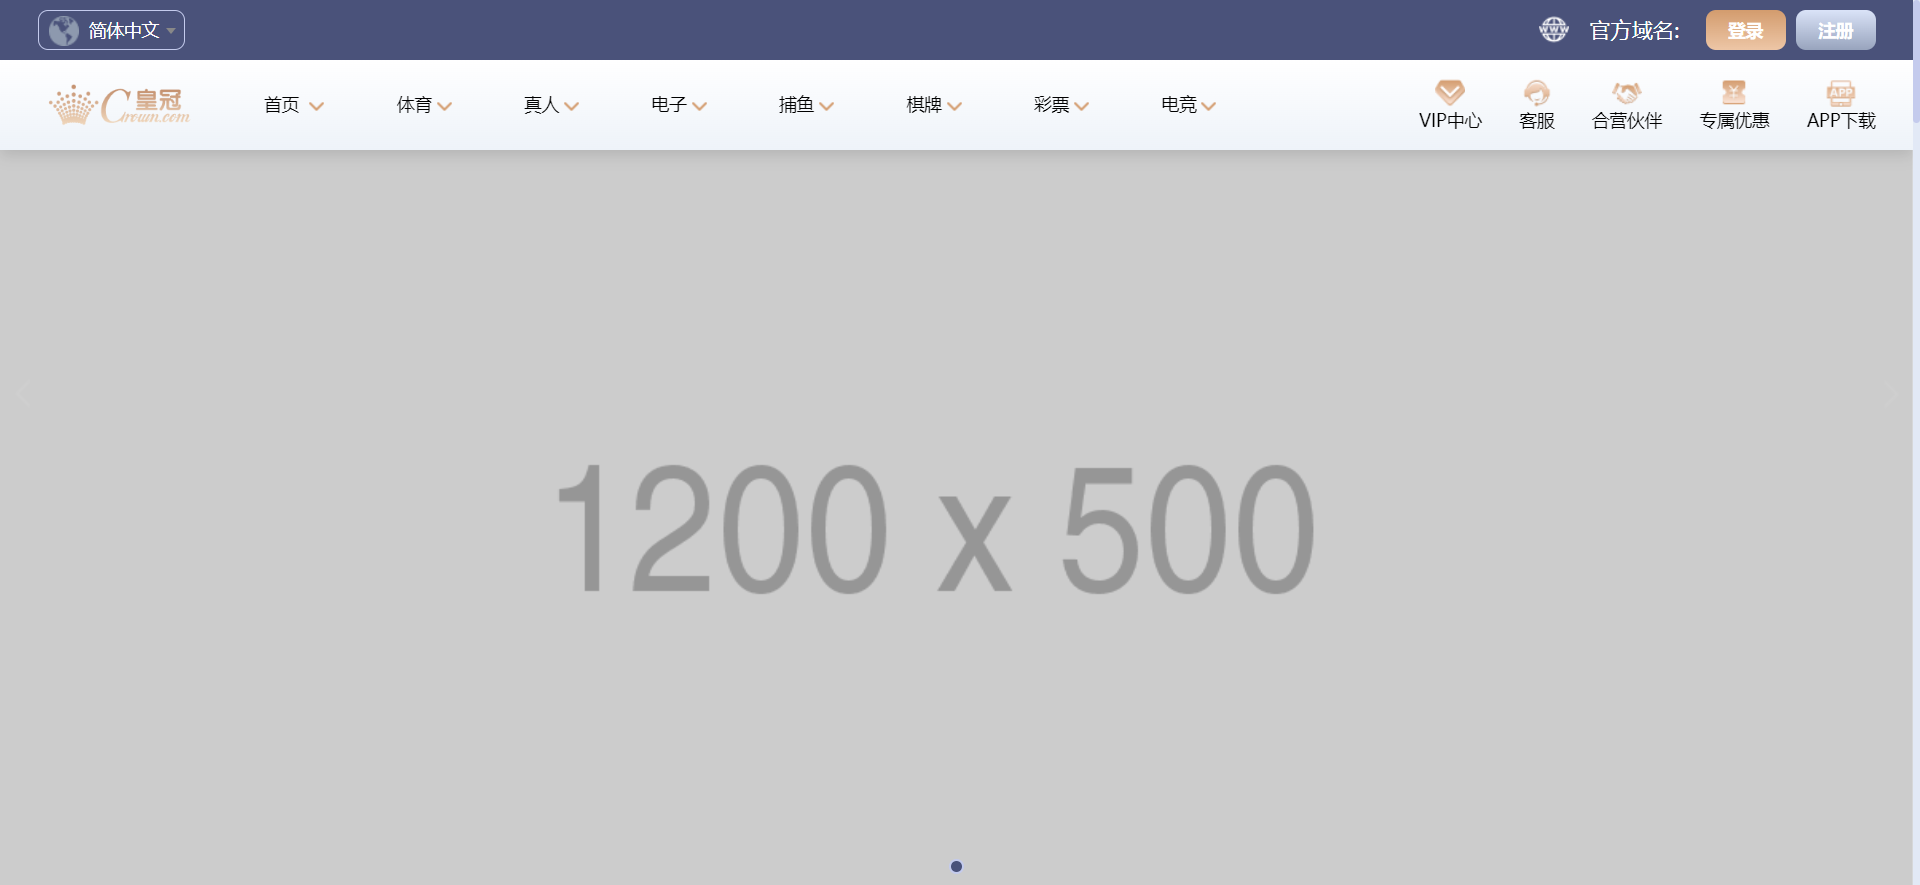 简体中文
WWW
官方域名:
登录
注册
皇冠
Crown.com
首页
体育
真人
电子
捕鱼
棋牌
彩票
电竞
VIP中心
客服
合营伙伴
专属优惠
APP
APP下载
1200 x 500